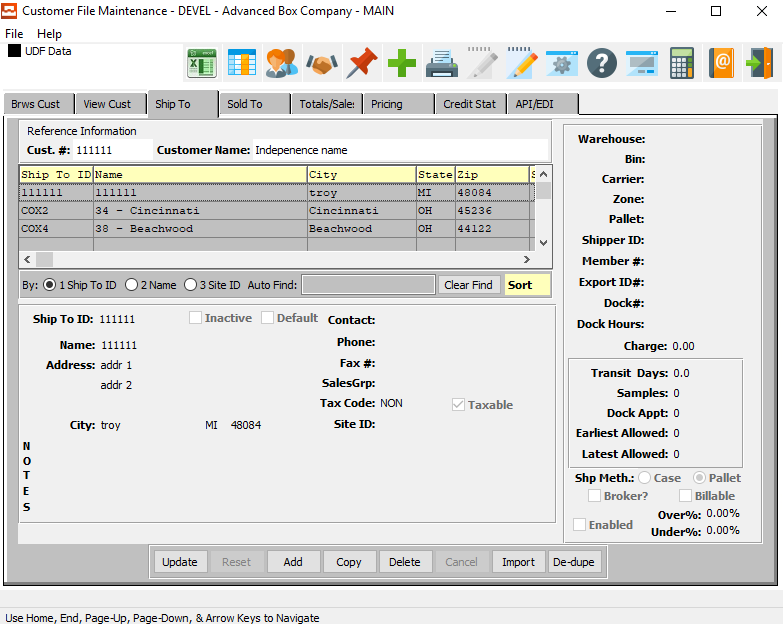 Customer File Maintenance - DEVEL - Advanced Box Company - MAIN
File Help
UDF Data
Brws Cust View Cust Ship To Sold To Totals/Sales Pricing Credit Stat API/EDI
Reference Information
Cust. #: 111111 Customer Name: Indepenence name
Ship To ID Name City State Zip S
111111 111111 troy MI 48084
COX2 34 - Cincinnati Cincinnati OH 45236
COX4 38 - Beachwood Beachwood OH 44122
By: 1 Ship To ID 2 Name 3 Site ID Auto Find: Clear Find Sort
Ship To ID: 111111 Inactive Default Contact:
Name: 111111 Phone:
Address: addr 1 Fax #:
addr 2 SalesGrp:
Tax Code: NON Taxable
City: troy MI 48084 Site ID:
N
O
T
E
S
Warehouse:
Bin:
Carrier:
Zone:
Pallet:
Shipper ID:
Member #:
Export ID#:
Dock#:
Dock Hours:
Charge: 0.00
Transit Days: 0.0
Samples: 0
Dock Appt: 0
Earliest Allowed: 0
Latest Allowed: 0
Shp Meth.: Case Pallet
Broker? Billable
Over%: 0.00%
Enabled
Under%: 0.00%
Update Reset Add Copy Delete Cancel Import De-dupe
Use Home, End, Page-Up, Page-Down, & Arrow Keys to Navigate